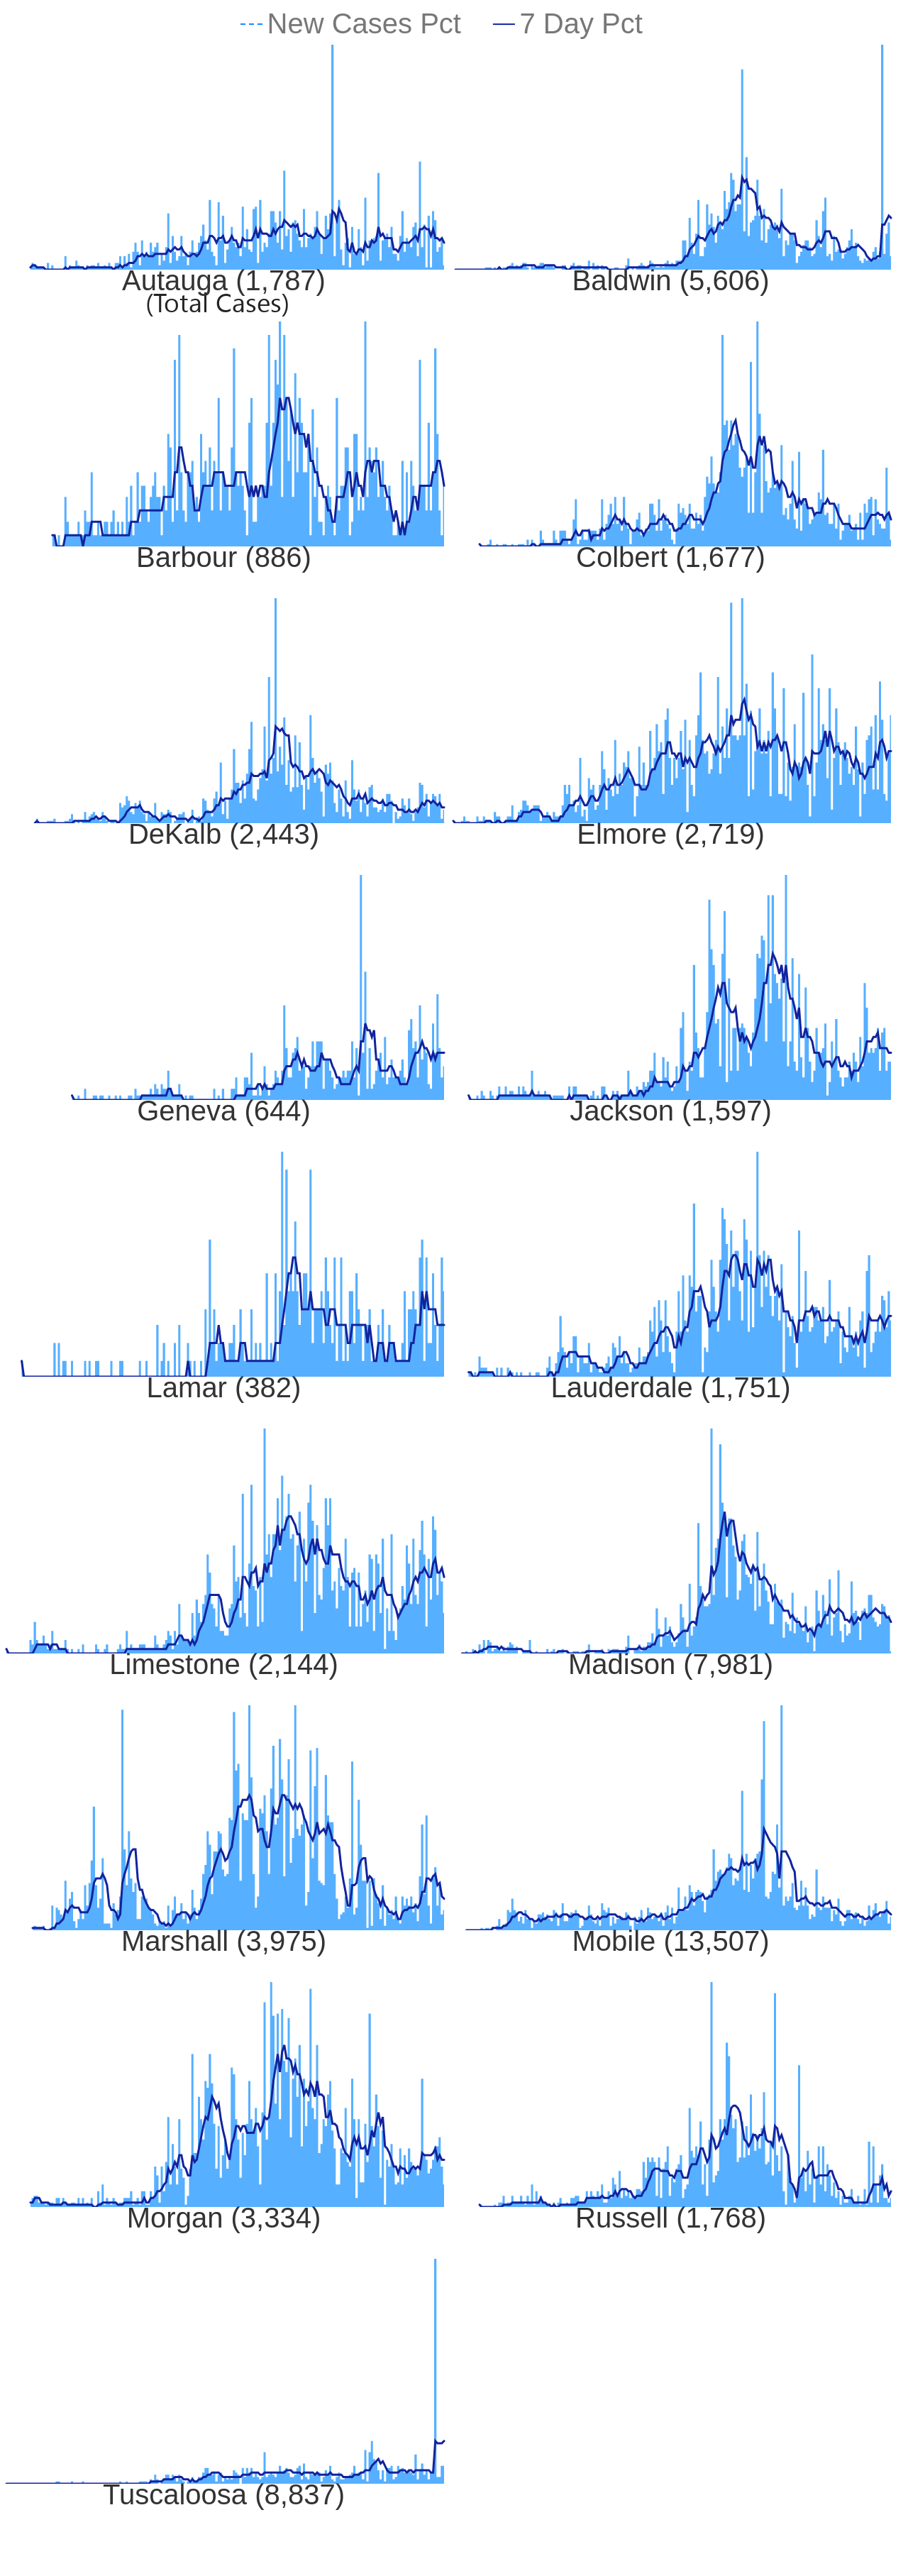 New Cases Pct 7 Day Pct
Autauga (1,787) Baldwin (5,606)
(Total Cases)
Barbour (886) Colbert (1,677)
DeKalb (2,443) Elmore (2,719)
Geneva (644) Jackson (1,597)
Lamar (382) Lauderdale (1,751)
Limestone (2,144) Madison (7,981)
Marshall (3,975) Mobile (13,507)
Morgan (3,334) Russell (1,768)
Tuscaloosa (8,837)